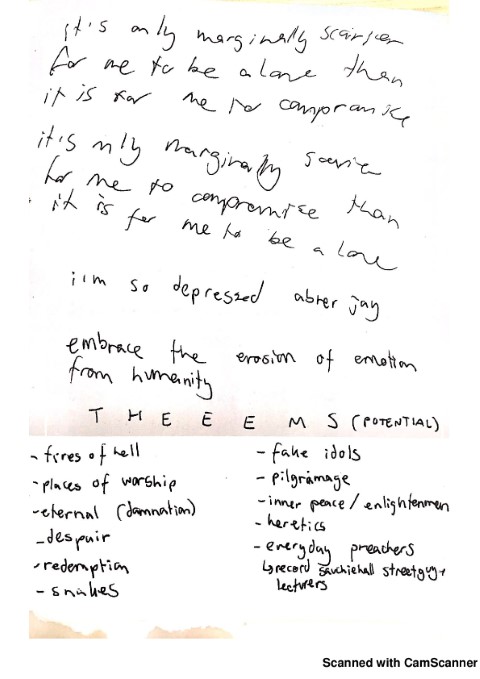 it's only marginally scarier
for me to be alone than
it is for me to compromise
it's only marginally scarier
for me to compromise than
it is for me to be alone
i'm so depressed abter jay
embrace the erosion of emotion
from humanity
T H E E E M S (POTENTIAL)
- fires of hell
- places of worship
- eternal (damnation)
- despair
- redemption
- snakes
- fake idols
- pilgramage
- inner peace / enlightenmen
- heretics
- everyday preachers
↳ record sauchiehall street guy +
lecturers
Scanned with CamScanner